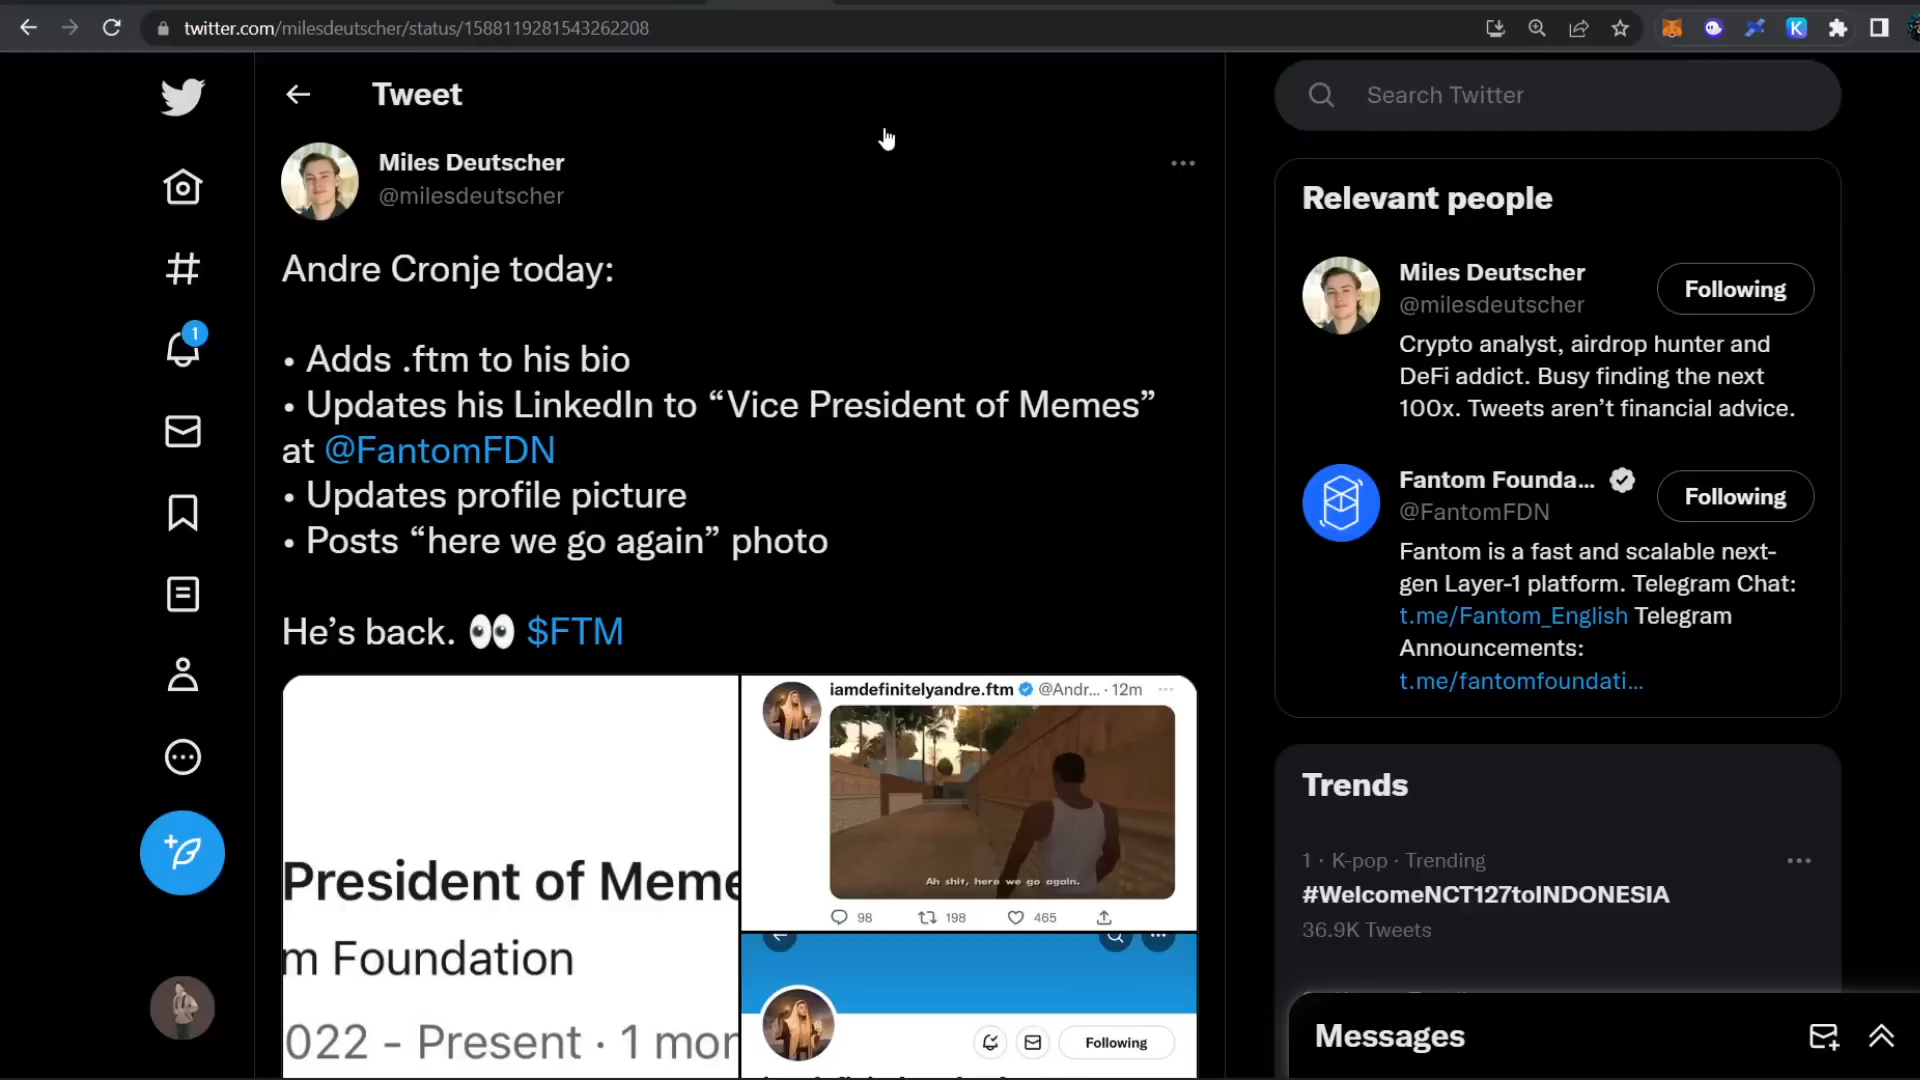 twitter.com/milesdeutscher/status/1588119281543262208
Tweet
Miles Deutscher
@milesdeutscher
Andre Cronje today:
• Adds .ftm to his bio
• Updates his LinkedIn to “Vice President of Memes”
at @FantomFDN
• Updates profile picture
• Posts “here we go again” photo
He’s back. 👀 $FTM
President of Meme
m Foundation
022 - Present · 1 mon
iamdefinitelyandre.ftm @Andr... · 12m
Ah shit, here we go again.
98 198 465
Following
1
Search Twitter
Relevant people
Miles Deutscher
@milesdeutscher
Following
Crypto analyst, airdrop hunter and
DeFi addict. Busy finding the next
100x. Tweets aren’t financial advice.
Fantom Founda...
@FantomFDN
Following
Fantom is a fast and scalable next-
gen Layer-1 platform. Telegram Chat:
t.me/Fantom_English Telegram
Announcements:
t.me/fantomfoundati...
Trends
1 · K-pop · Trending
#WelcomeNCT127toINDONESIA
36.9K Tweets
Messages